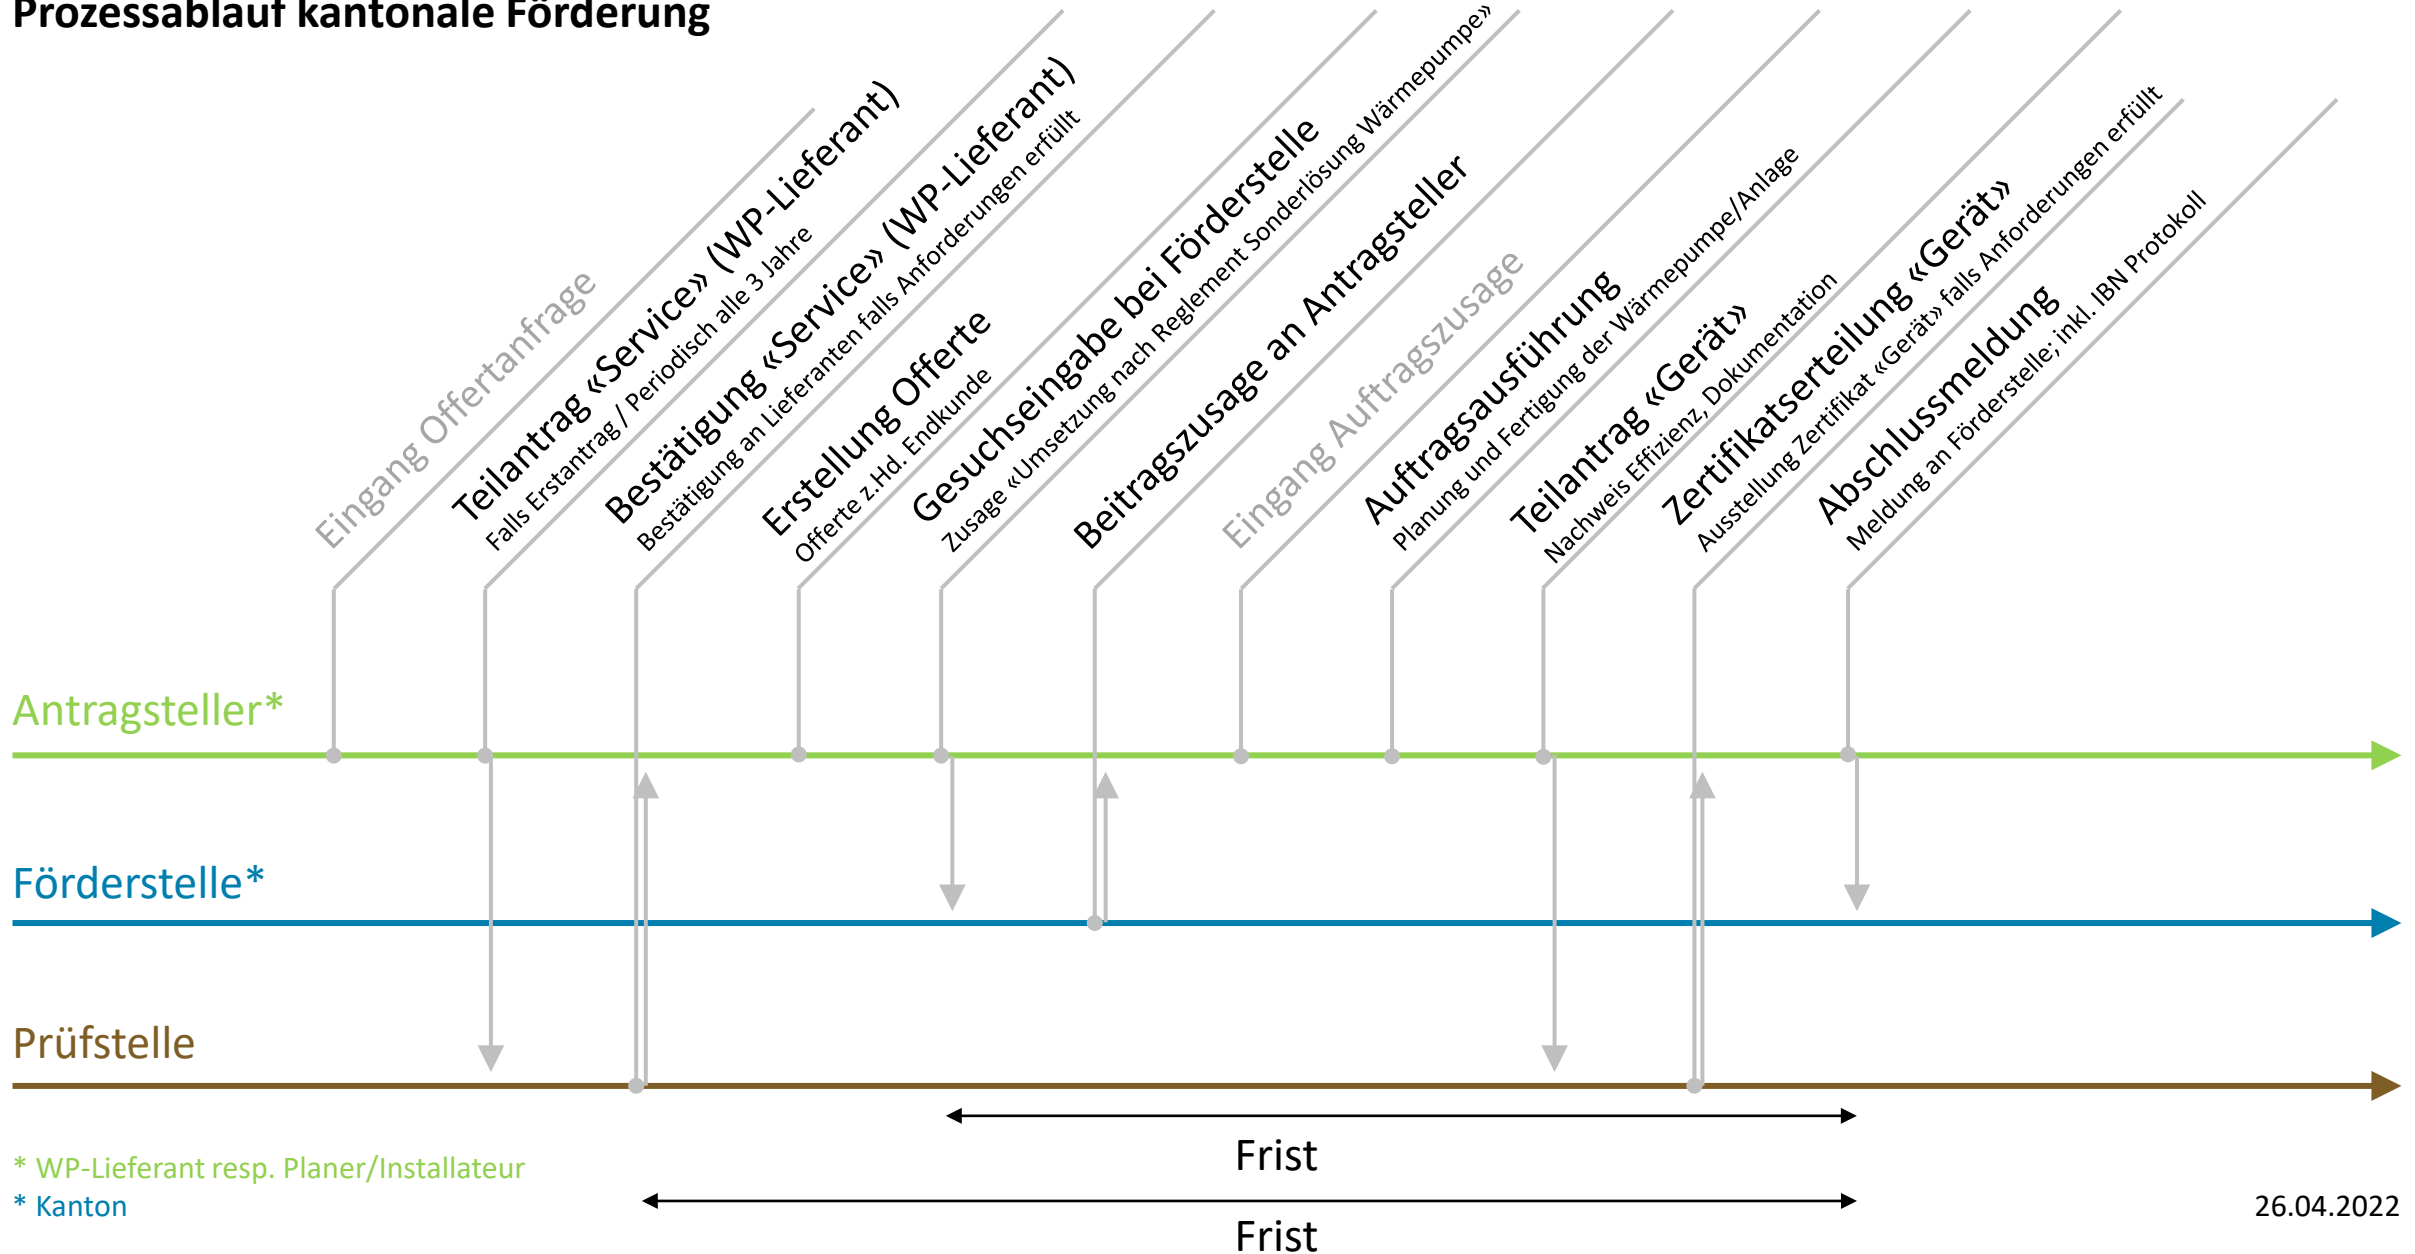 Prozessablauf kantonale Förderung
Eingang Offertanfrage
Teilantrag «Service» (WP-Lieferant)
Falls Erstantrag / Periodisch alle 3 Jahre
Bestätigung «Service» (WP-Lieferant)
Bestätigung an Lieferanten falls Anforderungen erfüllt
Erstellung Offerte
Offerte z.Hd. Endkunde
Gesuchseingabe bei Förderstelle
Zusage «Umsetzung nach Reglement Sonderlösung Wärmepumpe»
Beitragszusage an Antragsteller
Eingang Auftragszusage
Auftragsausführung
Planung und Fertigung der Wärmepumpe/Anlage
Teilantrag «Gerät»
Nachweis Effizienz, Dokumentation
Zertifikatserteilung «Gerät»
Ausstellung Zertifikat «Gerät» falls Anforderungen erfüllt
Abschlussmeldung
Meldung an Förderstelle; inkl. IBN Protokoll
Antragsteller*
Förderstelle*
Prüfstelle
Frist
* WP-Lieferant resp. Planer/Installateur
* Kanton
26.04.2022
Frist